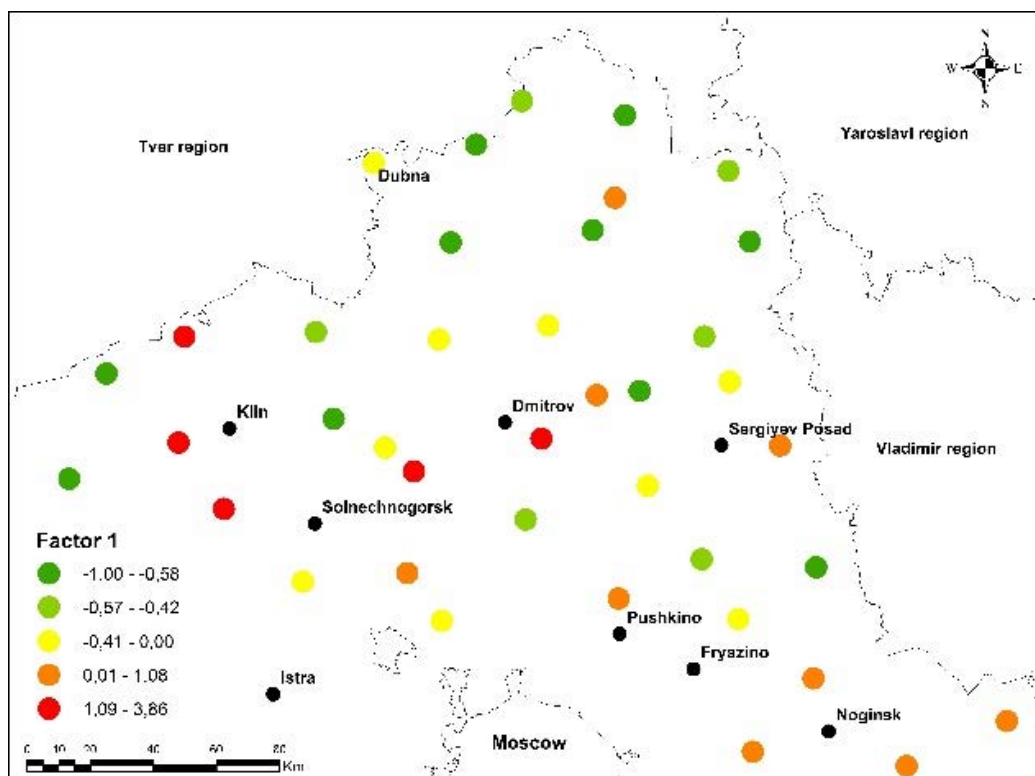 N
W E
N
Tver region
Yaroslavl region
Dubna
Klin
Dmitrov
Sergiyev Posad
Vladimir region
Solnechnogorsk
Factor 1
-1.00 - -0,58
-0,57 - -0,42
-0,41 - 0,00
0,01 - 1,08
1,09 - 3,86
Pushkino
Fryazino
Istra
Noginsk
Moscow
0 10 20 40 60 80
Km